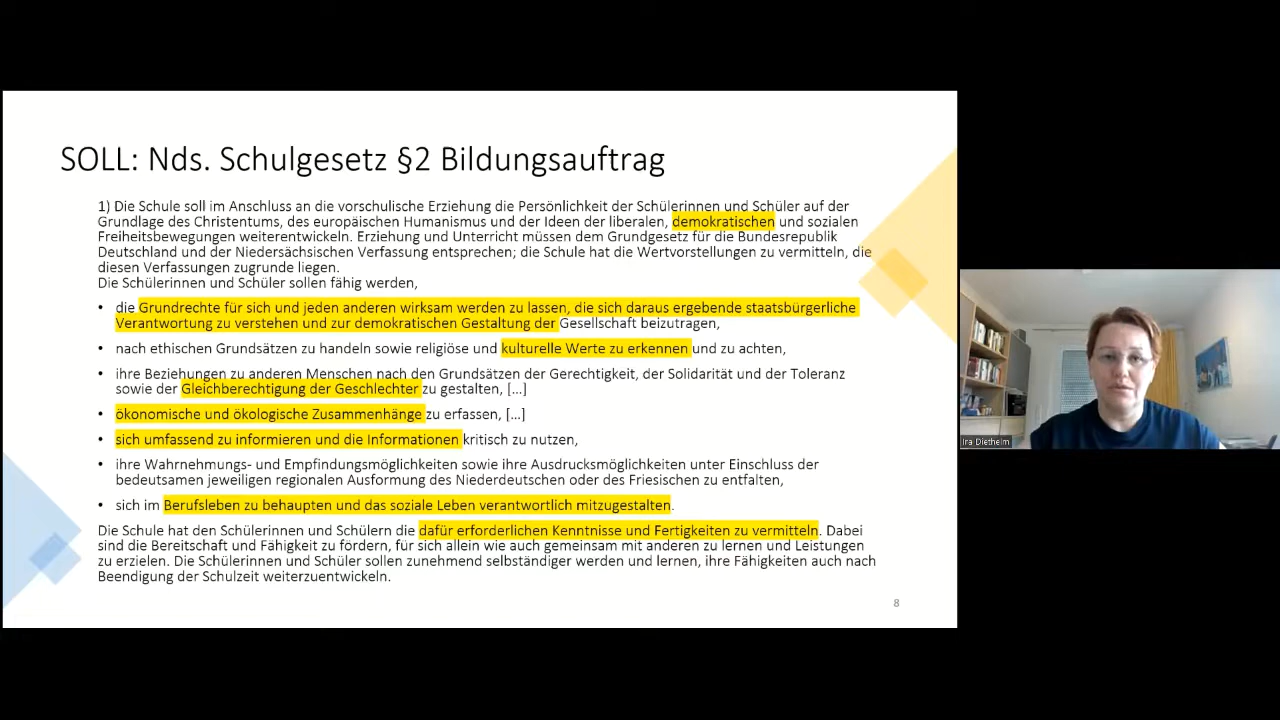 SOLL: Nds. Schulgesetz §2 Bildungsauftrag
1) Die Schule soll im Anschluss an die vorschulische Erziehung die Persönlichkeit der Schülerinnen und Schüler auf der
Grundlage des Christentums, des europäischen Humanismus und der Ideen der liberalen, demokratischen und sozialen
Freiheitsbewegungen weiterentwickeln. Erziehung und Unterricht müssen dem Grundgesetz für die Bundesrepublik
Deutschland und der Niedersächsischen Verfassung entsprechen; die Schule hat die Wertvorstellungen zu vermitteln, die
diesen Verfassungen zugrunde liegen.
Die Schülerinnen und Schüler sollen fähig werden,
• die Grundrechte für sich und jeden anderen wirksam werden zu lassen, die sich daraus ergebende staatsbürgerliche
Verantwortung zu verstehen und zur demokratischen Gestaltung der Gesellschaft beizutragen,
• nach ethischen Grundsätzen zu handeln sowie religiöse und kulturelle Werte zu erkennen und zu achten,
• ihre Beziehungen zu anderen Menschen nach den Grundsätzen der Gerechtigkeit, der Solidarität und der Toleranz
sowie der Gleichberechtigung der Geschlechter zu gestalten, [...]
• ökonomische und ökologische Zusammenhänge zu erfassen, [...]
• sich umfassend zu informieren und die Informationen kritisch zu nutzen,
• ihre Wahrnehmungs- und Empfindungsmöglichkeiten sowie ihre Ausdrucksmöglichkeiten unter Einschluss der
bedeutsamen jeweiligen regionalen Ausformung des Niederdeutschen oder des Friesischen zu entfalten,
• sich im Berufsleben zu behaupten und das soziale Leben verantwortlich mitzugestalten.
Die Schule hat den Schülerinnen und Schülern die dafür erforderlichen Kenntnisse und Fertigkeiten zu vermitteln. Dabei
sind die Bereitschaft und Fähigkeit zu fördern, für sich allein wie auch gemeinsam mit anderen zu lernen und Leistungen
zu erzielen. Die Schülerinnen und Schüler sollen zunehmend selbständiger werden und lernen, ihre Fähigkeiten auch nach
Beendigung der Schulzeit weiterzuentwickeln.
8
Ira Diethelm